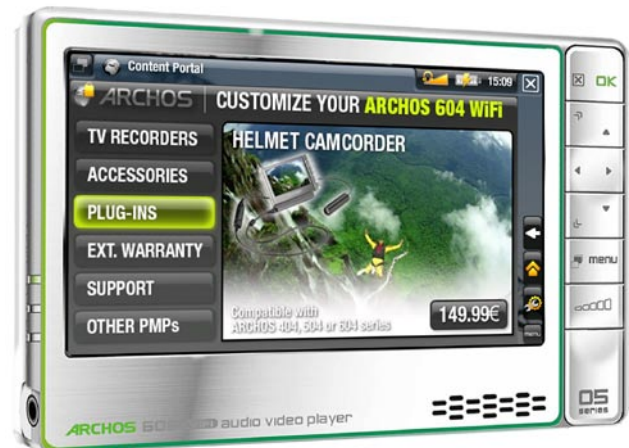 Content Portal
15:09
ARCHOS
CUSTOMIZE YOUR ARCHOS 604 WiFi
TV RECORDERS
ACCESSORIES
PLUG-INS
EXT. WARRANTY
SUPPORT
OTHER PMPs
HELMET CAMCORDER
Compatible with
ARCHOS 404, 504 or 604 series
149.99€
menu
OK
menu
05
series
ARCHOS 60 audio video player